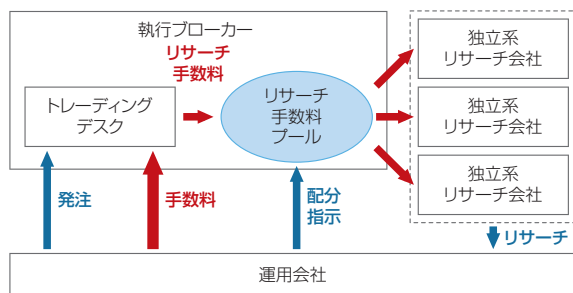 執行ブローカー
リサーチ
手数料
トレーディング
デスク
リサーチ
手数料
プール
独立系
リサーチ会社
独立系
リサーチ会社
独立系
リサーチ会社
発注
手数料
配分
指示
リサーチ
運用会社